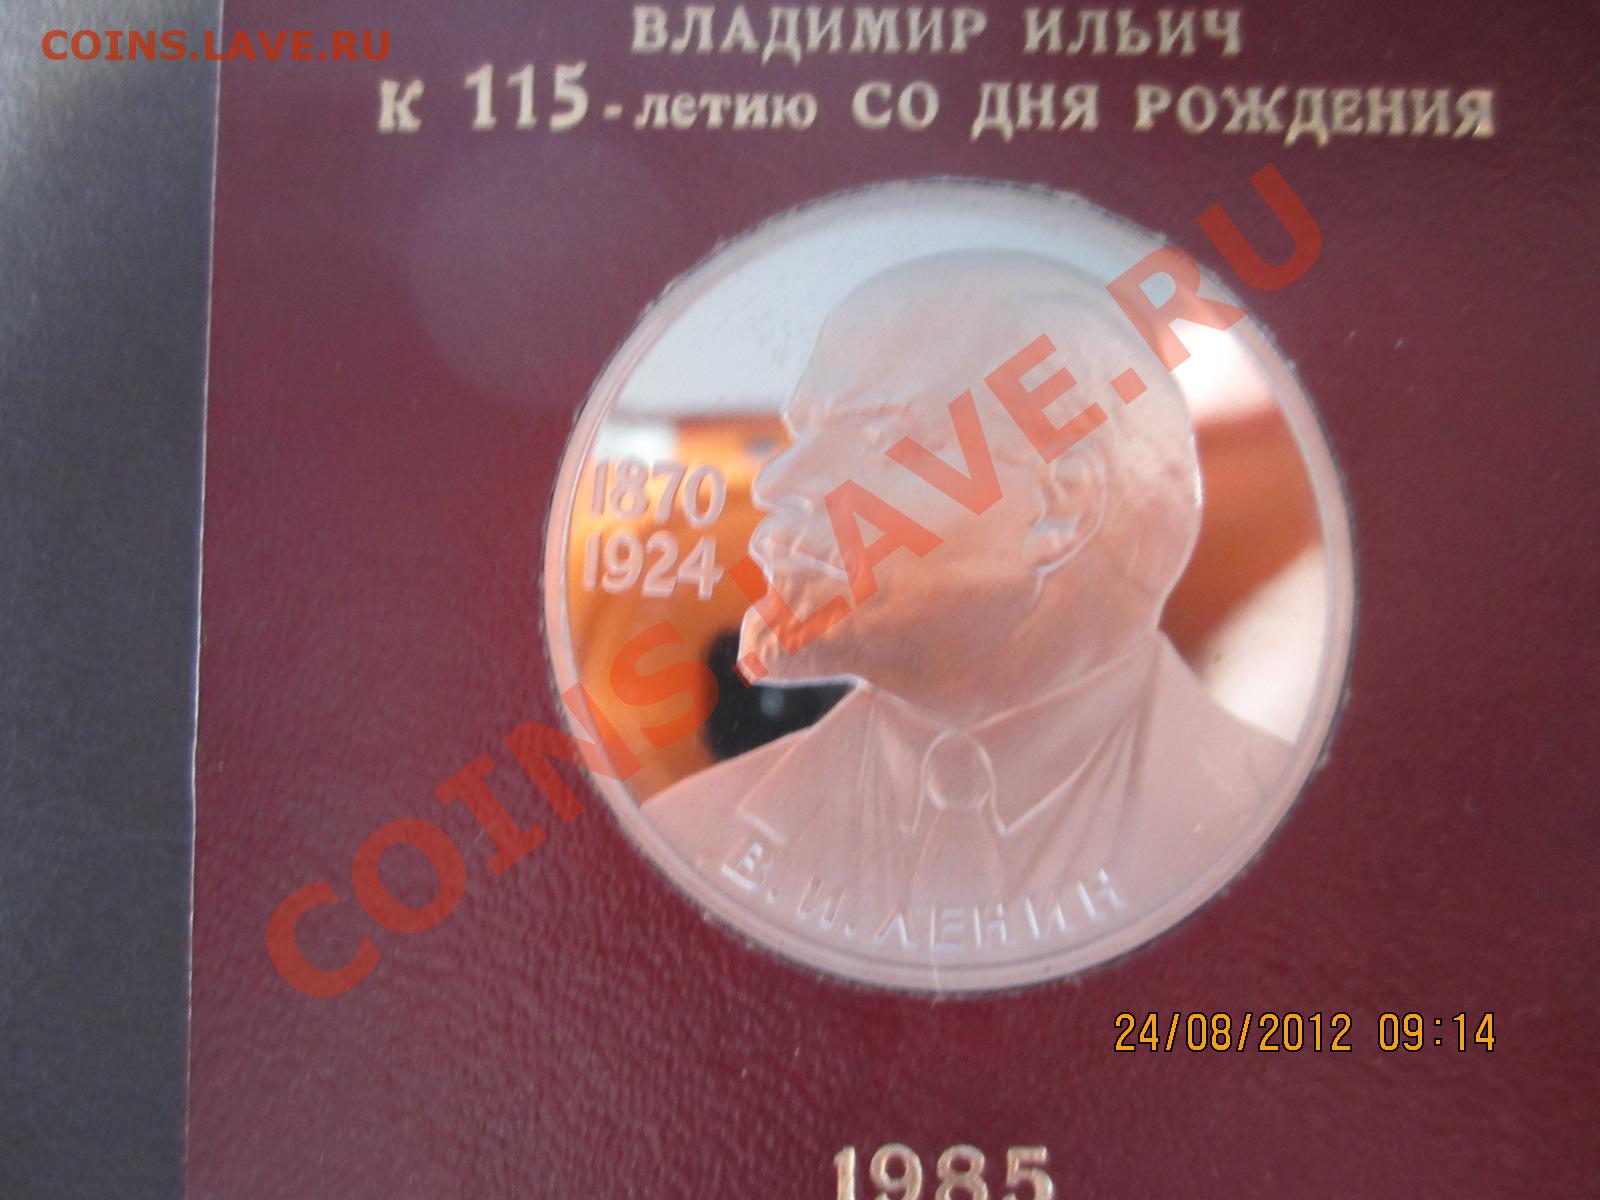 COINS.LAVE.RU
ВЛАДИМИР ИЛЬИЧ
К 115-летию СО ДНЯ РОЖДЕНИЯ
1870
1924
COINS.LAVE.RU
В. И. ЛЕНИН
24/08/2012 09:14
1985